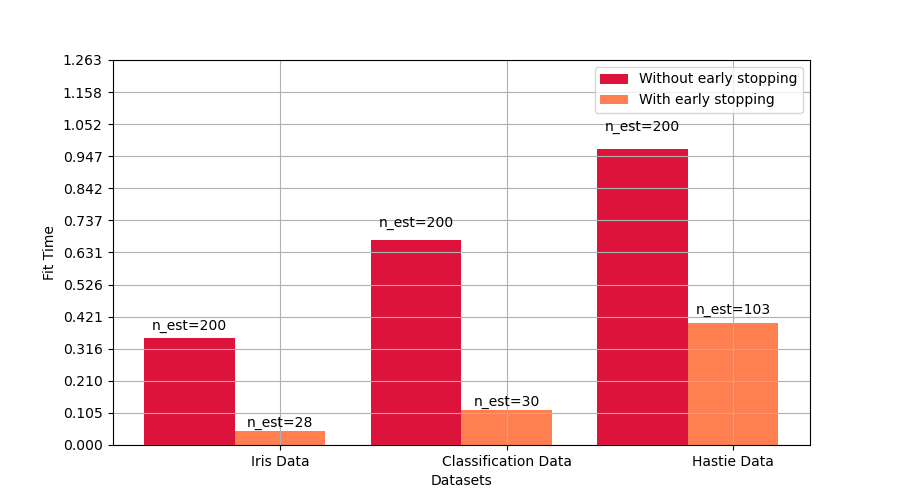 1.263
1.158
1.052
0.947
0.842
0.737
0.631
0.526
0.421
0.316
0.210
0.105
0.000
Fit Time
Without early stopping
With early stopping
n_est=200
n_est=200
n_est=103
n_est=200
n_est=30
n_est=28
Iris Data
Classification Data
Hastie Data
Datasets